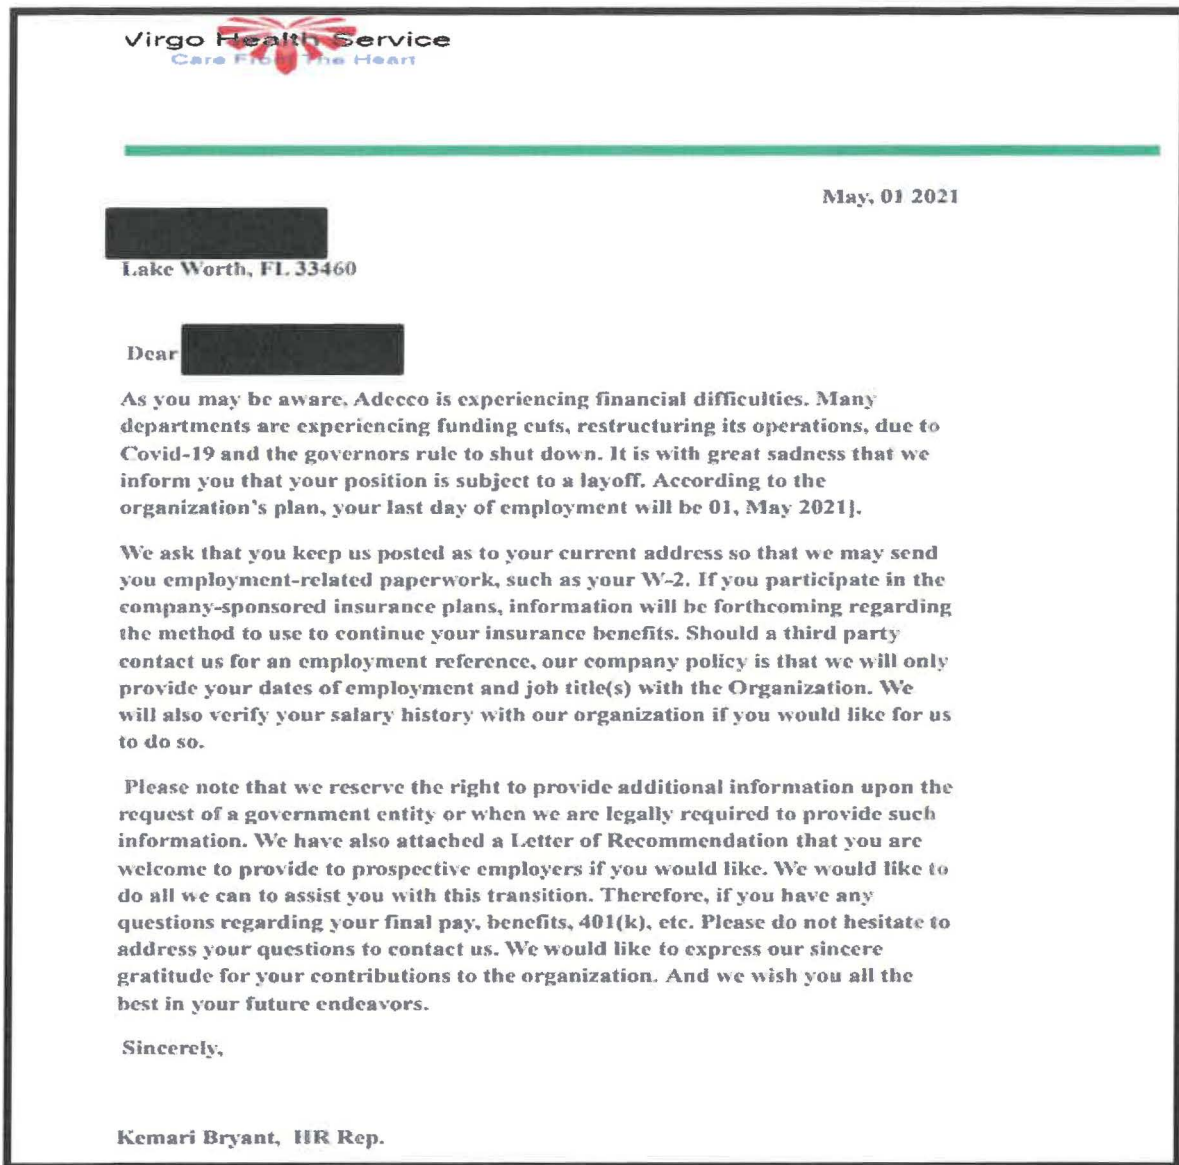 Virgo Health Service
Care From The Heart
May, 01 2021
Lake Worth, FL 33460
Dear
As you may be aware, Adecco is experiencing financial difficulties. Many
departments are experiencing funding cuts, restructuring its operations, due to
Covid-19 and the governors rule to shut down. It is with great sadness that we
inform you that your position is subject to a layoff. According to the
organization's plan, your last day of employment will be 01, May 2021].
We ask that you keep us posted as to your current address so that we may send
you employment-related paperwork, such as your W-2. If you participate in the
company-sponsored insurance plans, information will be forthcoming regarding
the method to use to continue your insurance benefits. Should a third party
contact us for an employment reference, our company policy is that we will only
provide your dates of employment and job title(s) with the Organization. We
will also verify your salary history with our organization if you would like for us
to do so.
Please note that we reserve the right to provide additional information upon the
request of a government entity or when we are legally required to provide such
information. We have also attached a Letter of Recommendation that you are
welcome to provide to prospective employers if you would like. We would like to
do all we can to assist you with this transition. Therefore, if you have any
questions regarding your final pay, benefits, 401(k), etc. Please do not hesitate to
address your questions to contact us. We would like to express our sincere
gratitude for your contributions to the organization. And we wish you all the
best in your future endeavors.
Sincerely,
Kemari Bryant, HR Rep.